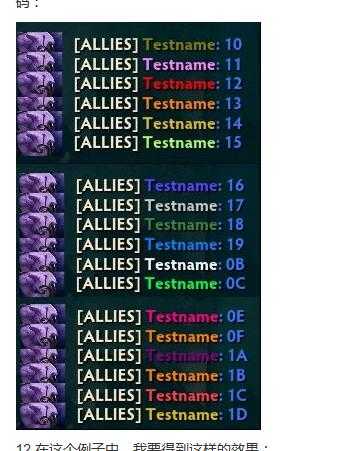 码：
[ALLIES] Testname: 10
[ALLIES] Testname: 11
[ALLIES] Testname: 12
[ALLIES] Testname: 13
[ALLIES] Testname: 14
[ALLIES] Testname: 15
[ALLIES] Testname: 16
[ALLIES] Testname: 17
[ALLIES] Testname: 18
[ALLIES] Testname: 19
[ALLIES] Testname: 0B
[ALLIES] Testname: 0C
[ALLIES] Testname: 0E
[ALLIES] Testname: 0F
[ALLIES] Testname: 1A
[ALLIES] Testname: 1B
[ALLIES] Testname: 1C
[ALLIES] Testname: 1D
12.在这个例子中，我要得到这样的效果：